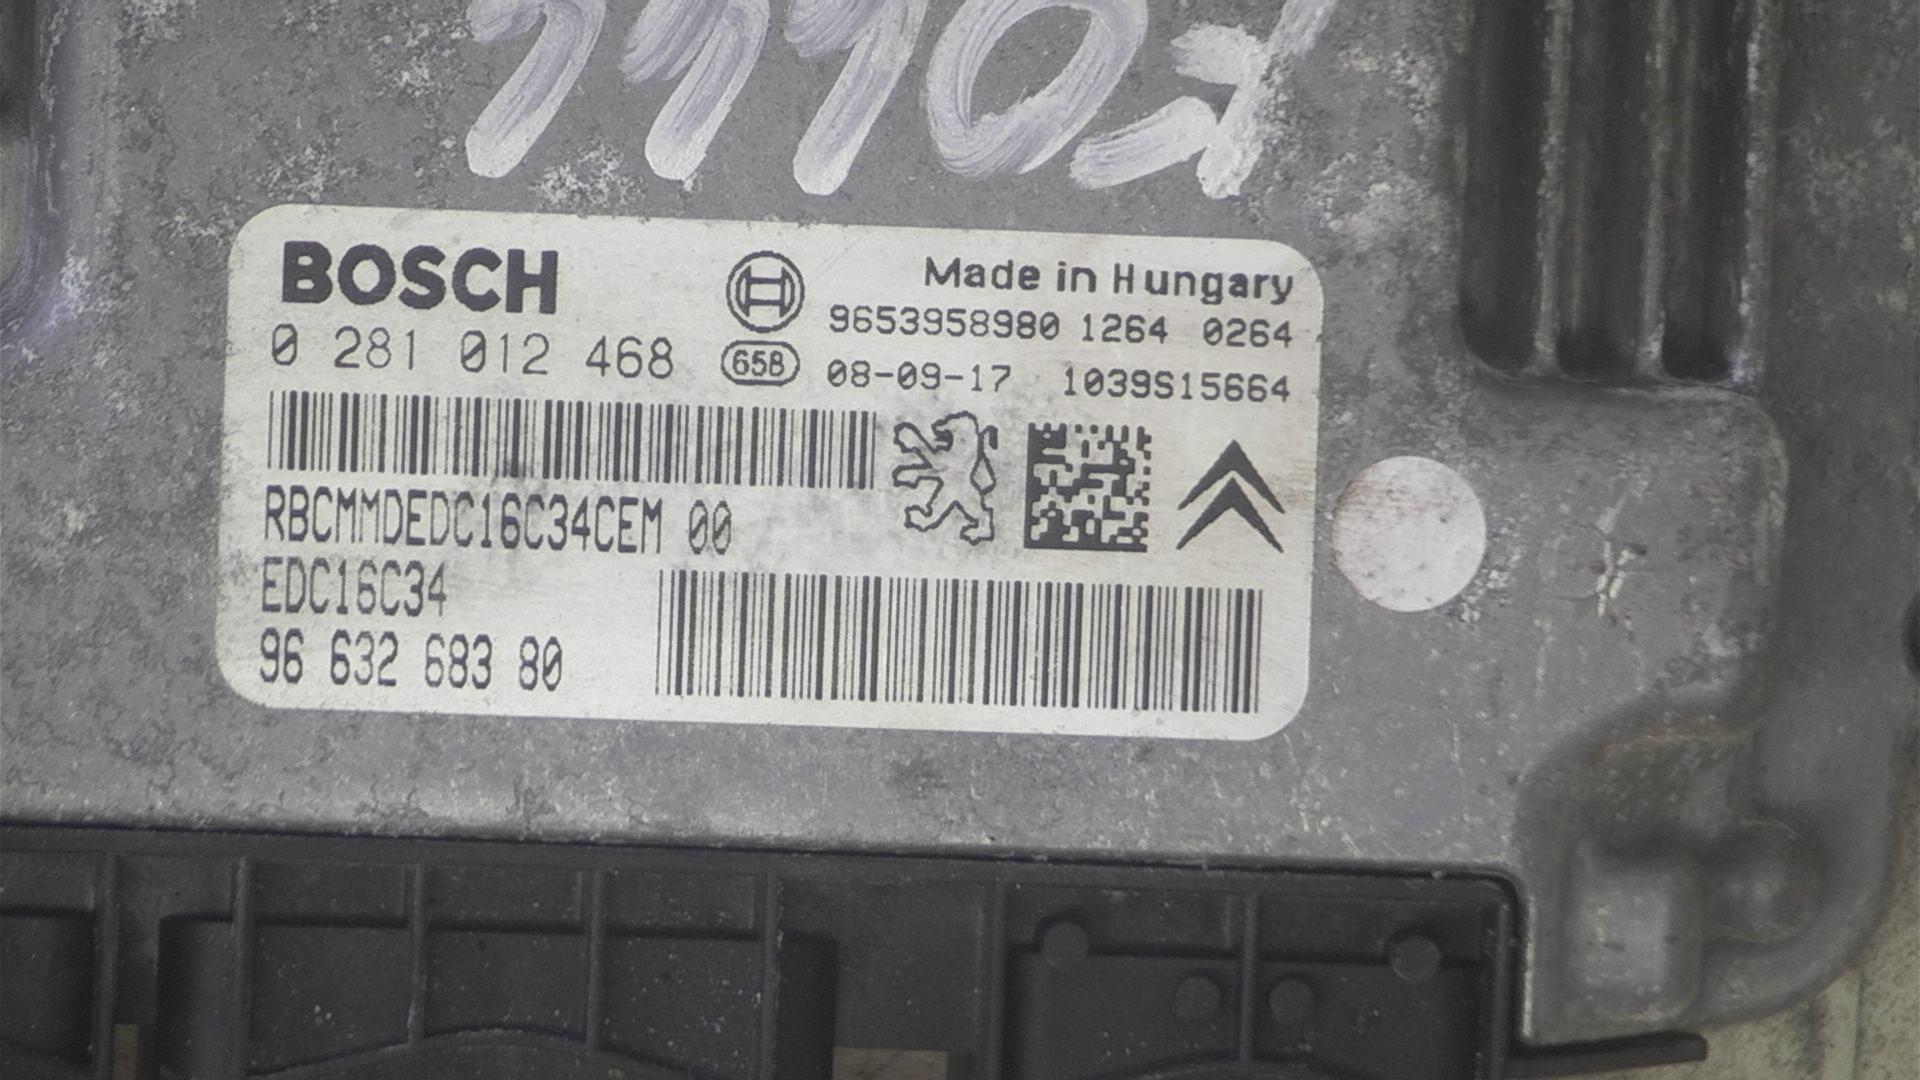 BOSCH
Made in Hungary
9653958980 1264 0264
0 281 012 468
658
08-09-17 1039S15664
RBCMMDEDC16C34CEM 00
EDC16C34
96 632 683 80